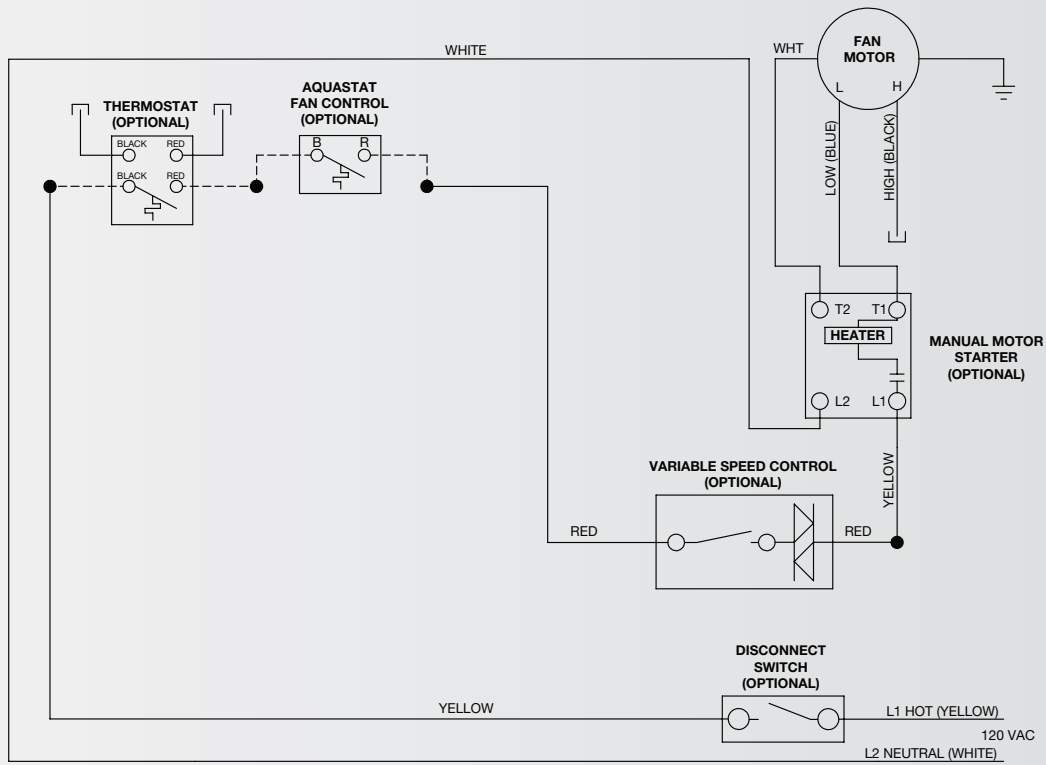 WHITE
WHT
FAN
MOTOR
L
H
LOW (BLUE)
HIGH (BLACK)
THERMOSTAT
(OPTIONAL)
BLACK
RED
BLACK
RED
AQUASTAT
FAN CONTROL
(OPTIONAL)
B
R
T2
T1
HEATER
L2
L1
MANUAL MOTOR
STARTER
(OPTIONAL)
YELLOW
VARIABLE SPEED CONTROL
(OPTIONAL)
RED
RED
DISCONNECT
SWITCH
(OPTIONAL)
YELLOW
L1 HOT (YELLOW)
120 VAC
L2 NEUTRAL (WHITE)